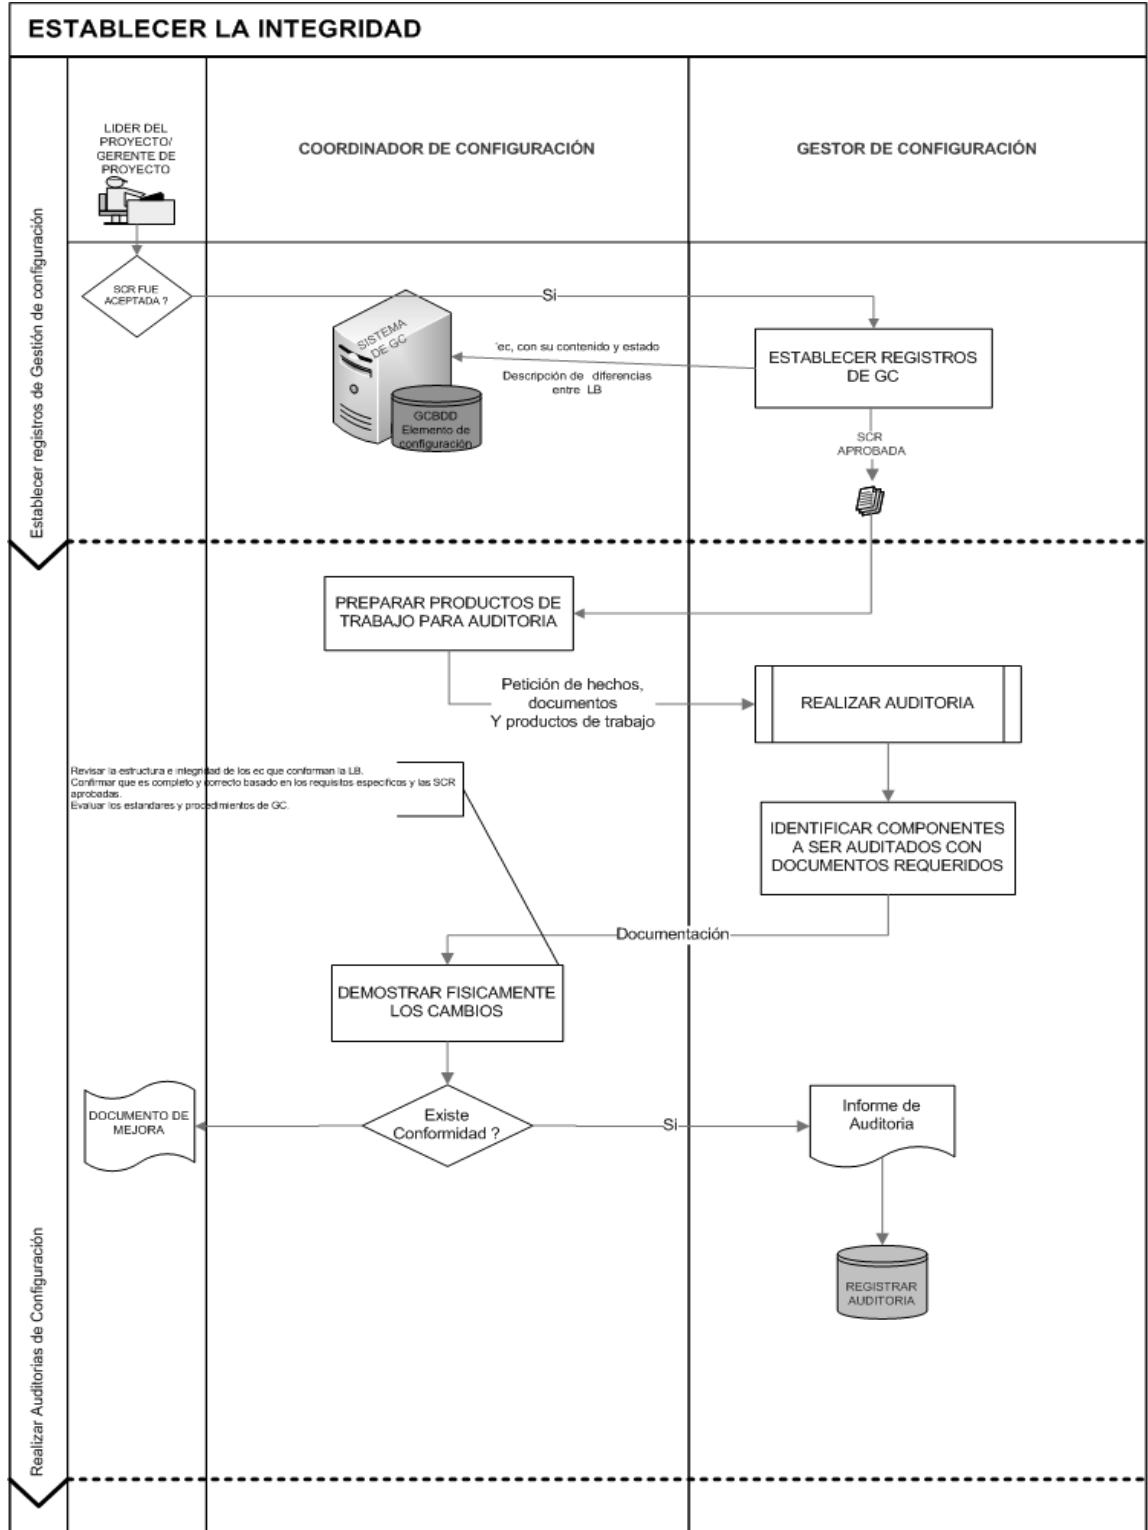 ESTABLECER LA INTEGRIDAD
LIDER DEL
PROYECTO/
GERENTE DE
PROYECTO
COORDINADOR DE CONFIGURACIÓN
GESTOR DE CONFIGURACIÓN
Establecer registros de Gestión de configuración
SCR FUE
ACEPTADA ?
Si
SISTEMA
DE GC
GCBDD
Elemento de
configuración
ec, con su contenido y estado
Descripción de diferencias
entre LB
ESTABLECER REGISTROS
DE GC
SCR
APROBADA
PREPARAR PRODUCTOS DE
TRABAJO PARA AUDITORIA
Petición de hechos,
documentos
Y productos de trabajo
REALIZAR AUDITORIA
Revisar la estructura e integridad de los ec que conforman la LB.
Confirmar que es completo y correcto basado en los requisitos especificos y las SCR
aprobadas.
Evaluar los estandares y procedimientos de GC.
IDENTIFICAR COMPONENTES
A SER AUDITADOS CON
DOCUMENTOS REQUERIDOS
Documentación
DEMOSTRAR FISICAMENTE
LOS CAMBIOS
DOCUMENTO DE
MEJORA
Existe
Conformidad ?
Si
Informe de
Auditoria
REGISTRAR
AUDITORIA
Realizar Auditorias de Configuración